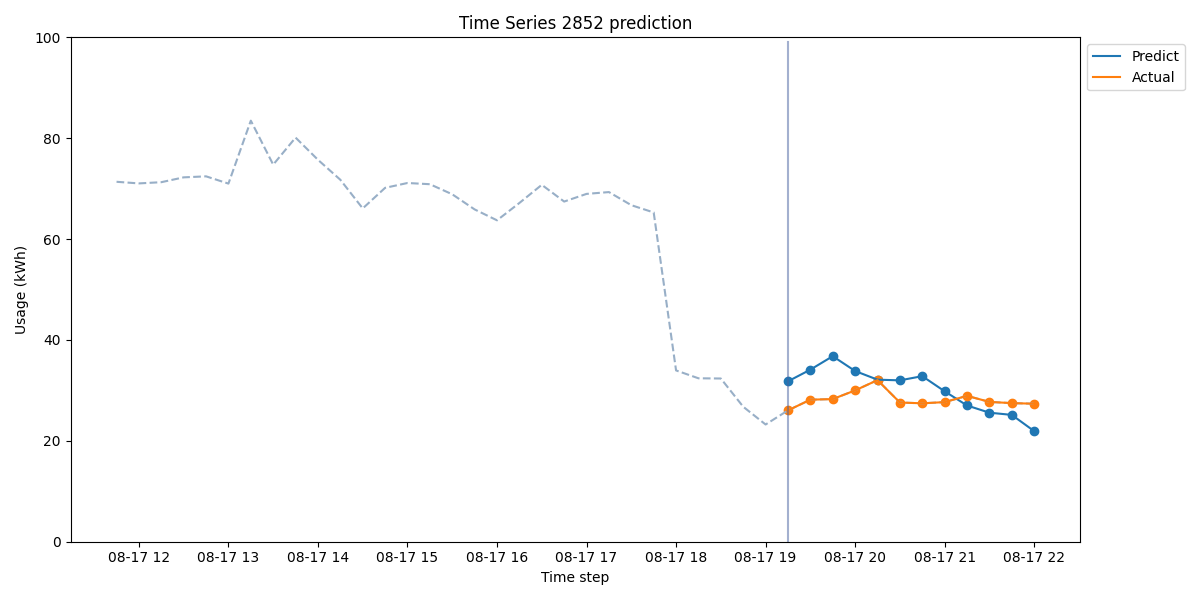 Time Series 2852 prediction
Predict
Actual
Usage (kWh)
100
80
60
40
20
0
08-17 12 08-17 13 08-17 14 08-17 15 08-17 16 08-17 17 08-17 18 08-17 19 08-17 20 08-17 21 08-17 22
Time step